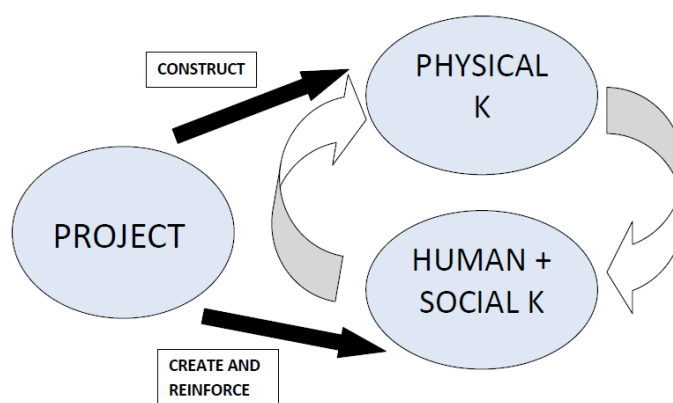 CONSTRUCT
PHYSICAL
K
PROJECT
HUMAN +
SOCIAL K
CREATE AND
REINFORCE